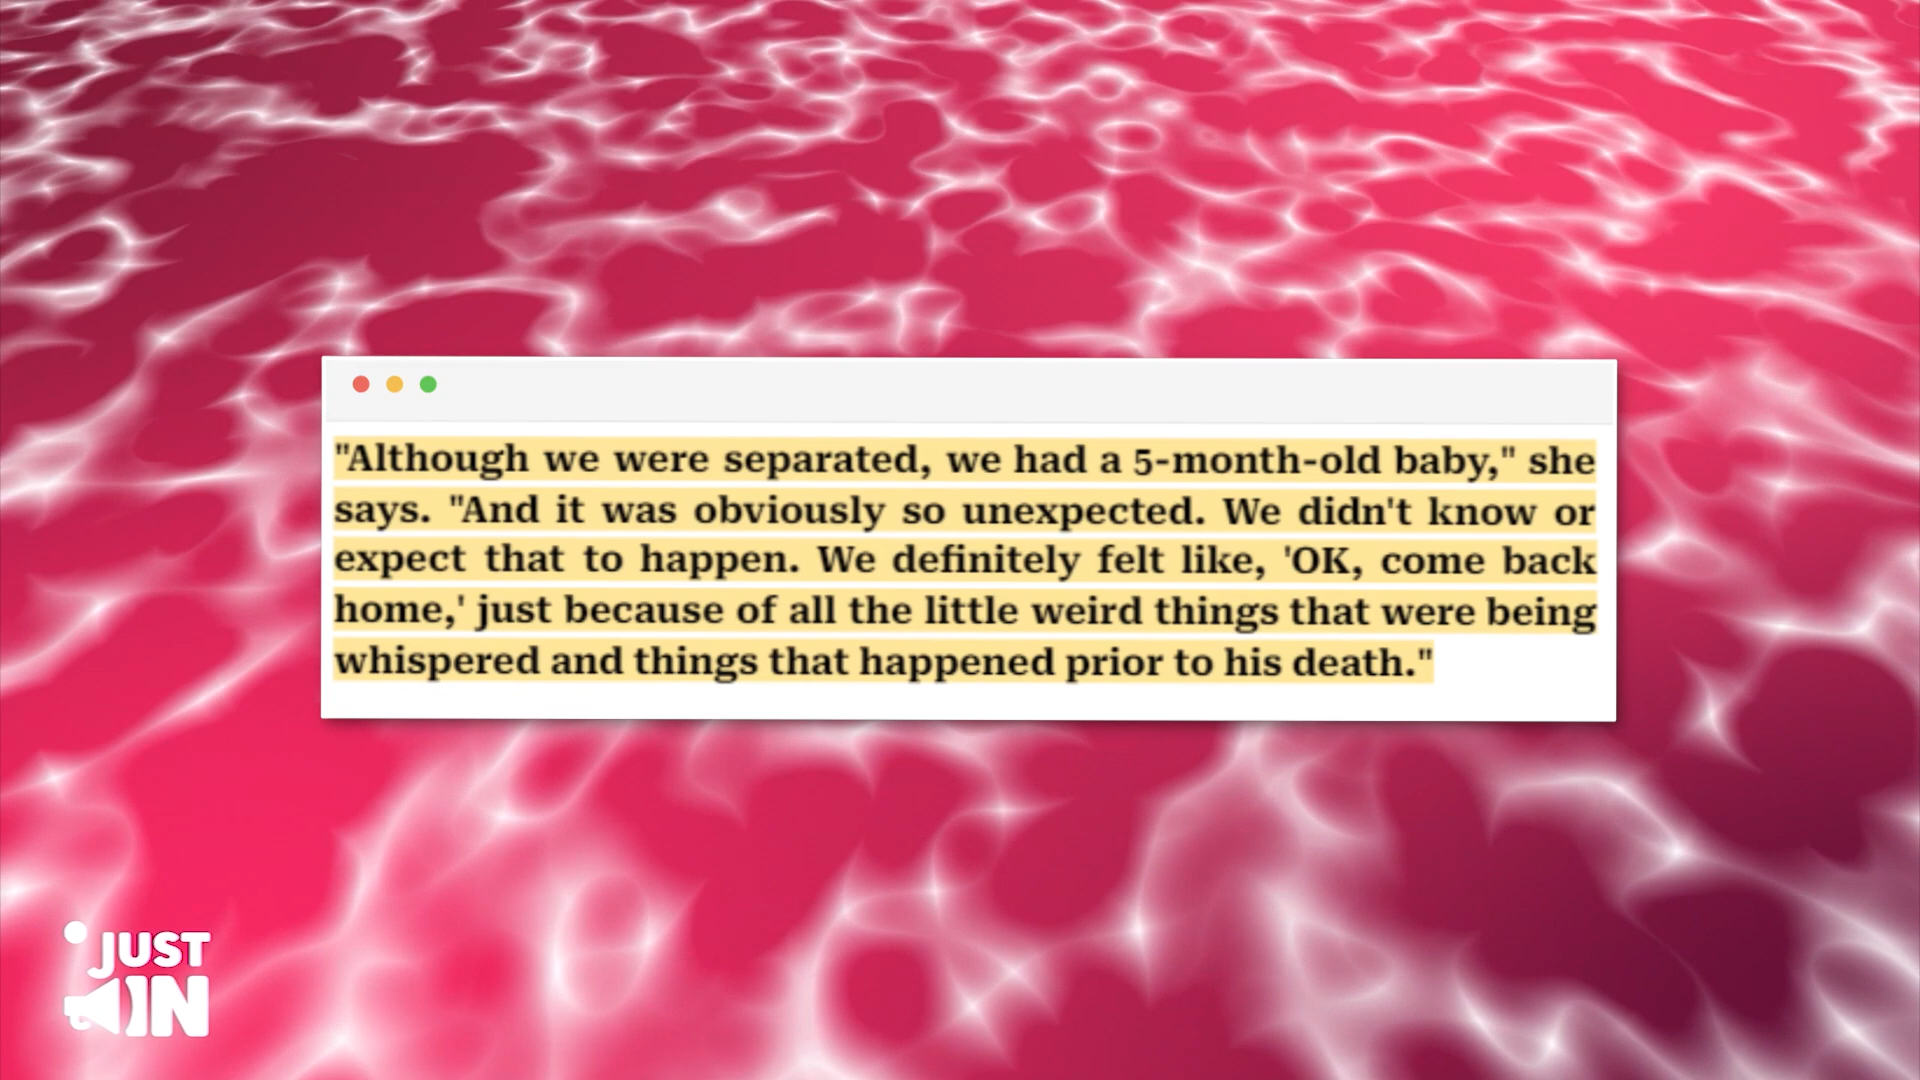 "Although we were separated, we had a 5-month-old baby," she
says. "And it was obviously so unexpected. We didn't know or
expect that to happen. We definitely felt like, 'OK, come back
home,' just because of all the little weird things that were being
whispered and things that happened prior to his death."
JUST
IN